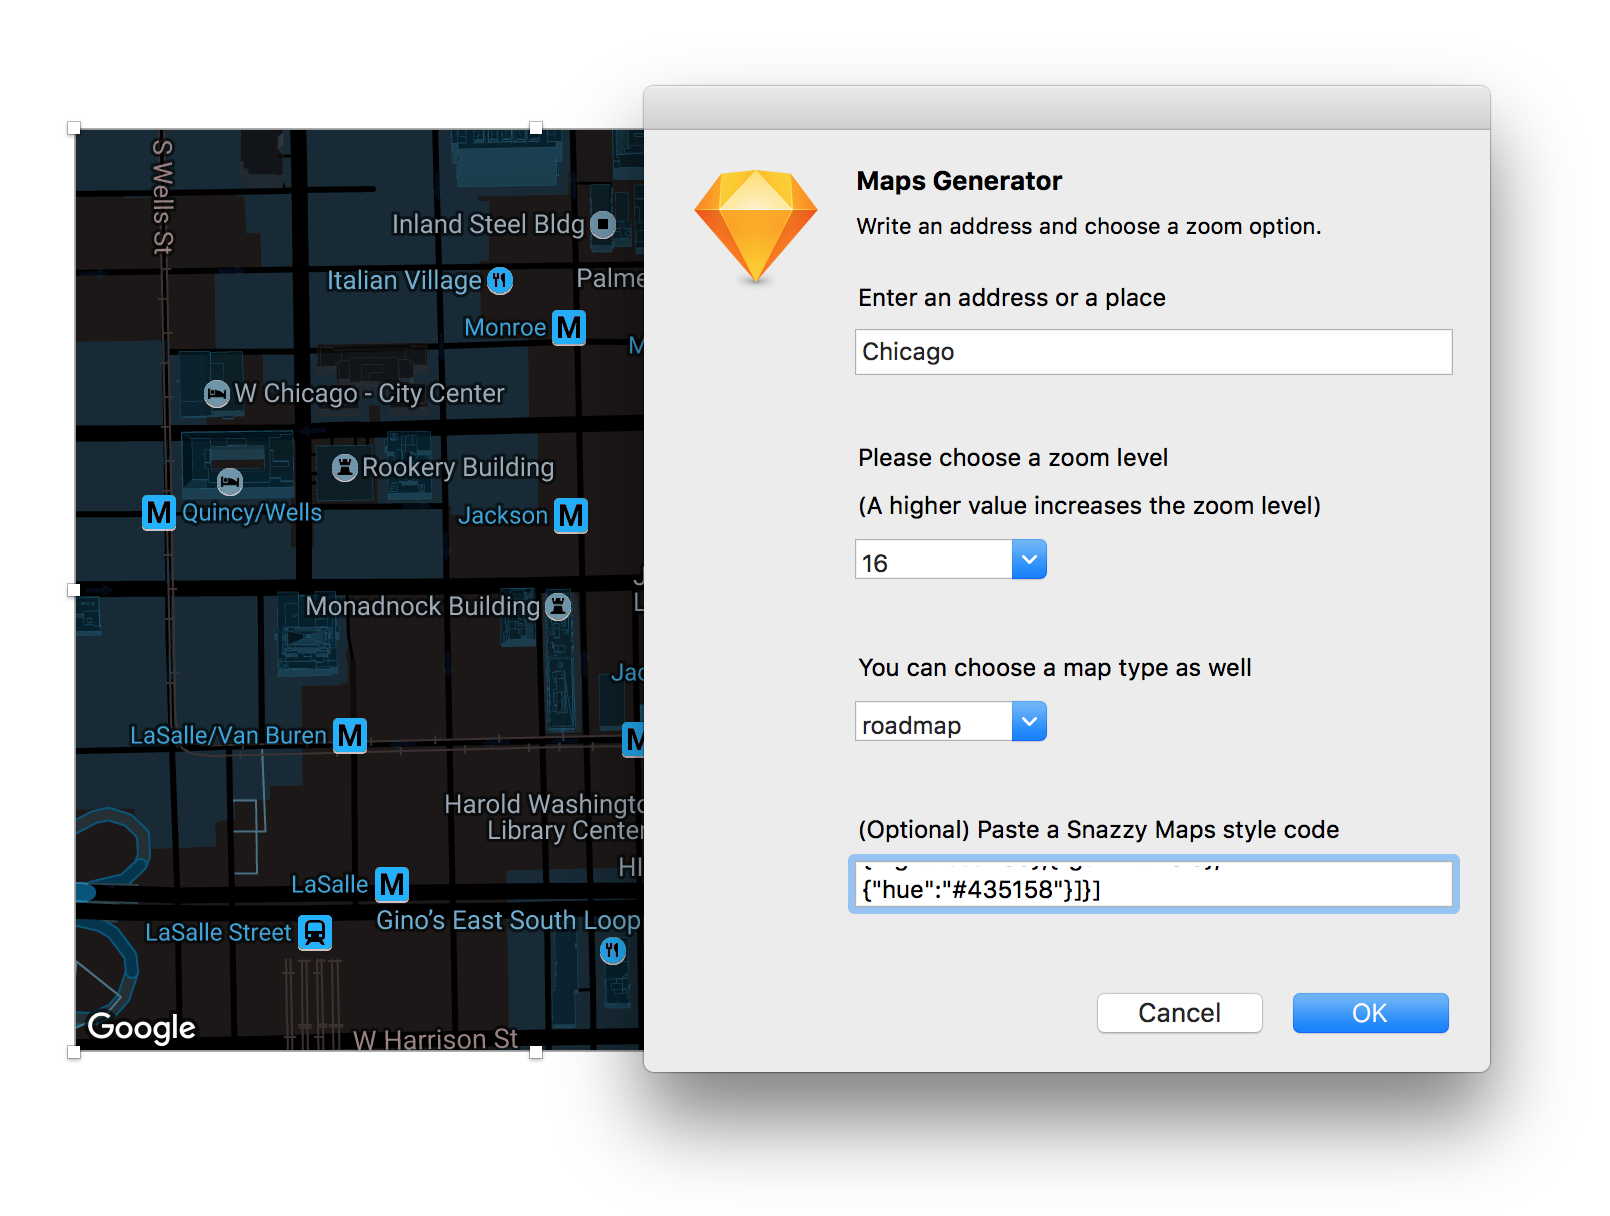 S Wells St
Inland Steel Bldg
Italian Village
Monroe M
W Chicago - City Center
Rookery Building
M Quincy/Wells
Jackson M
Monadnock Building
LaSalle/Van Buren M
M
Harold
Library Center
LaSalle M
Gino's East South Loop
LaSalle Street
Google
W Harrison St
Maps Generator
Write an address and choose a zoom option.
Enter an address or a place
Chicago
Please choose a zoom level
(A higher value increases the zoom level)
16
You can choose a map type as well
roadmap
(Optional) Paste a Snazzy Maps style code
{"hue":"#435158"}]}]
Cancel
OK